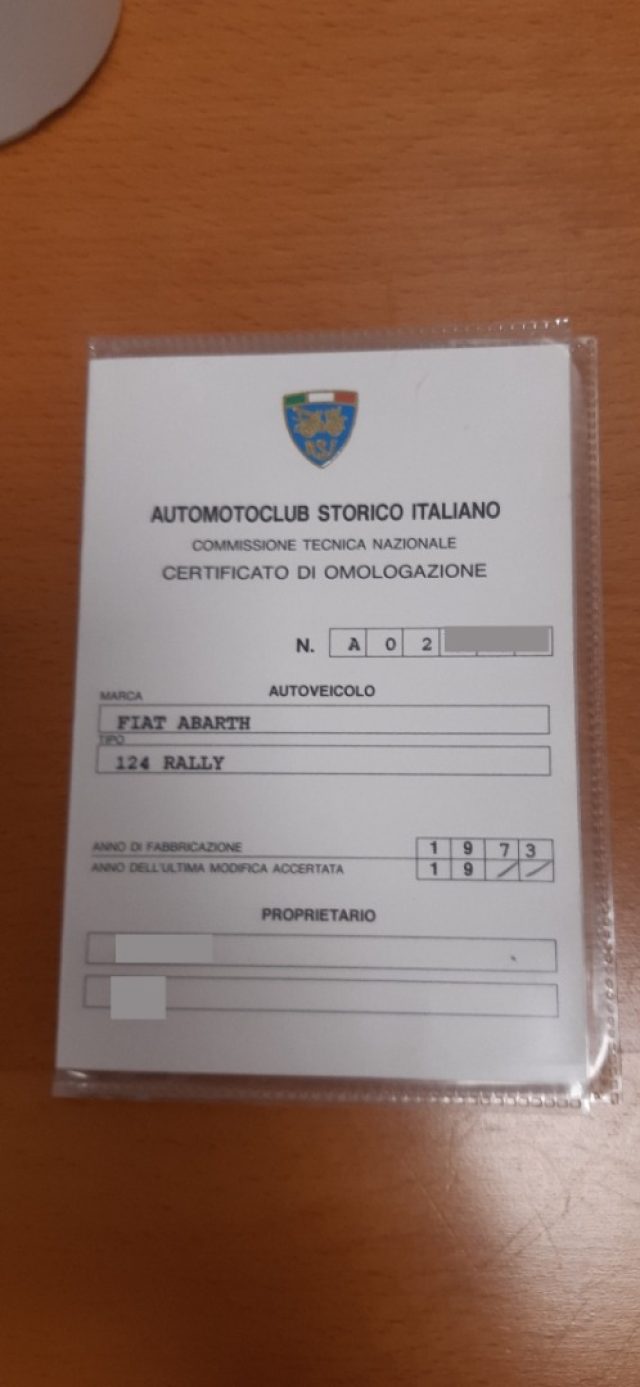 A.S.I.
AUTOMOTOCLUB STORICO ITALIANO
COMMISSIONE TECNICA NAZIONALE
CERTIFICATO DI OMOLOGAZIONE
N. A 0 2
AUTOVEICOLO
MARCA
FIAT ABARTH
TIPO
124 RALLY
ANNO DI FABBRICAZIONE 1 9 7 3
ANNO DELL'ULTIMA MODIFICA ACCERTATA 1 9 / /
PROPRIETARIO